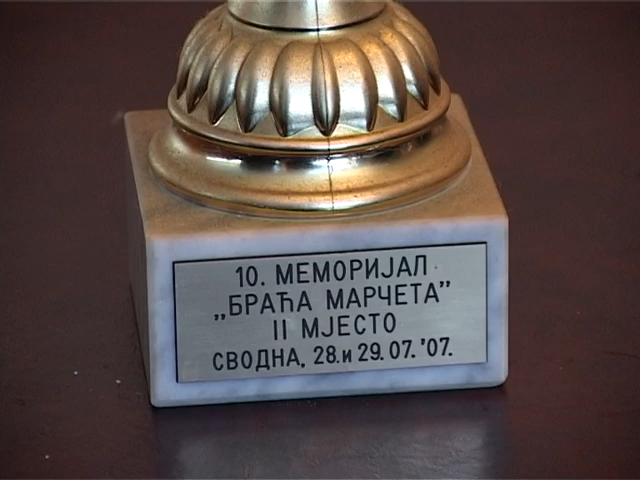 10. МЕМОРИЈАЛ
„БРАЋА МАРЧЕТА”
II МЈЕСТО
СВОДНА, 28. и 29. 07. '07.